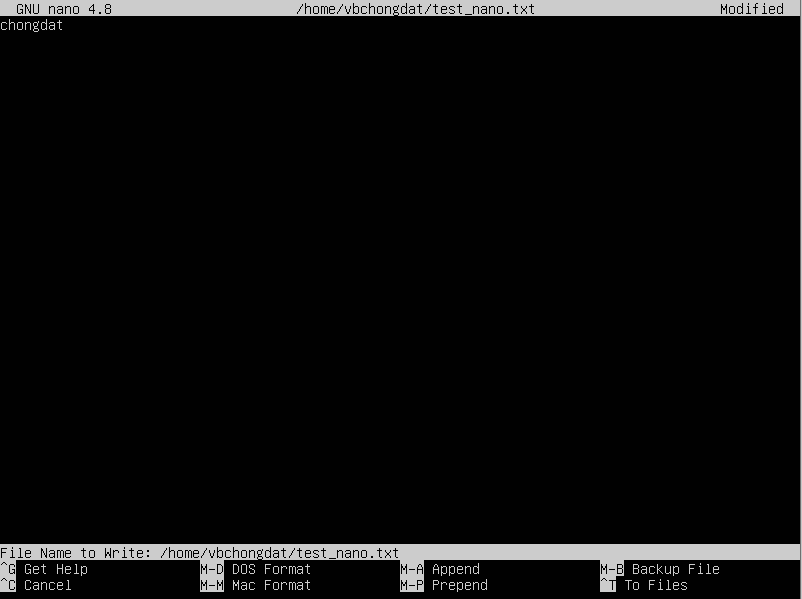 GNU nano 4.8 /home/vbchongdat/test_nano.txt Modified
chongdat
File Name to Write: /home/vbchongdat/test_nano.txt
^G Get Help M-D DOS Format M-A Append M-B Backup File
^C Cancel M-M Mac Format M-P Prepend ^T To Files